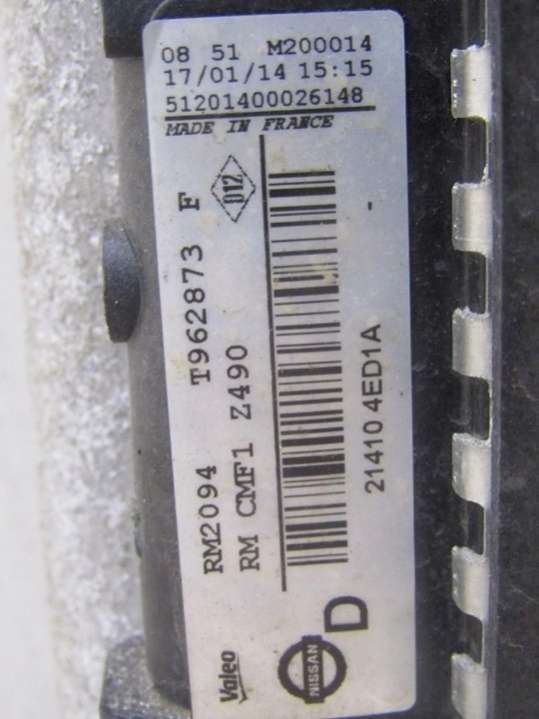 08 51 M200014
17/01/14 15:15
51201400026148
MADE IN FRANCE
RM2094 T962873 F
D12
RM CMF1 Z490
21410 4ED1A
Valeo
NISSAN
D